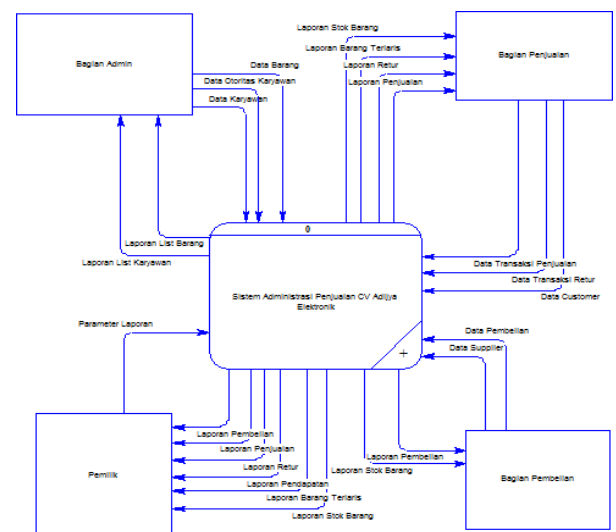 Laporan Stok Barang
Laporan Barang Terlaris
Laporan Retur
Laporan Penjualan
Bagian Penjualan
Bagian Admin
Data Barang
Data Otoritas Karyawan
Data Karyawan
Laporan List Barang
Laporan List Karyawan
0
Sistem Administrasi Penjualan CV Adijya
Elektronik
+
Data Transaksi Penjualan
Data Transaksi Retur
Data Customer
Parameter Laporan
Data Pembelian
Data Supplier
Pemilik
Laporan Pembelian
Laporan Penjualan
Laporan Retur
Laporan Pendapatan
Laporan Barang Terlaris
Laporan Stok Barang
Laporan Pembelian
Laporan Stok Barang
Bagian Pembelian